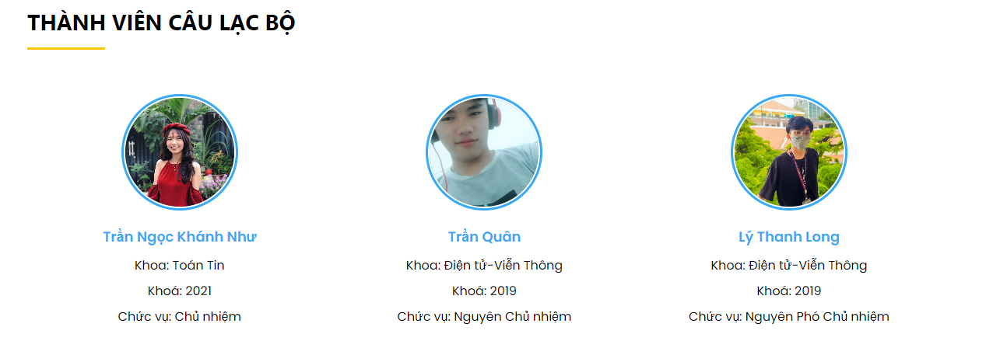 THÀNH VIÊN CÂU LẠC BỘ
Trần Ngọc Khánh Như
Khoa: Toán Tin
Khoá: 2021
Chức vụ: Chủ nhiệm
Trần Quân
Khoa: Điện tử-Viễn Thông
Khoá: 2019
Chức vụ: Nguyên Chủ nhiệm
Lý Thanh Long
Khoa: Điện tử-Viễn Thông
Khoá: 2019
Chức vụ: Nguyên Phó Chủ nhiệm